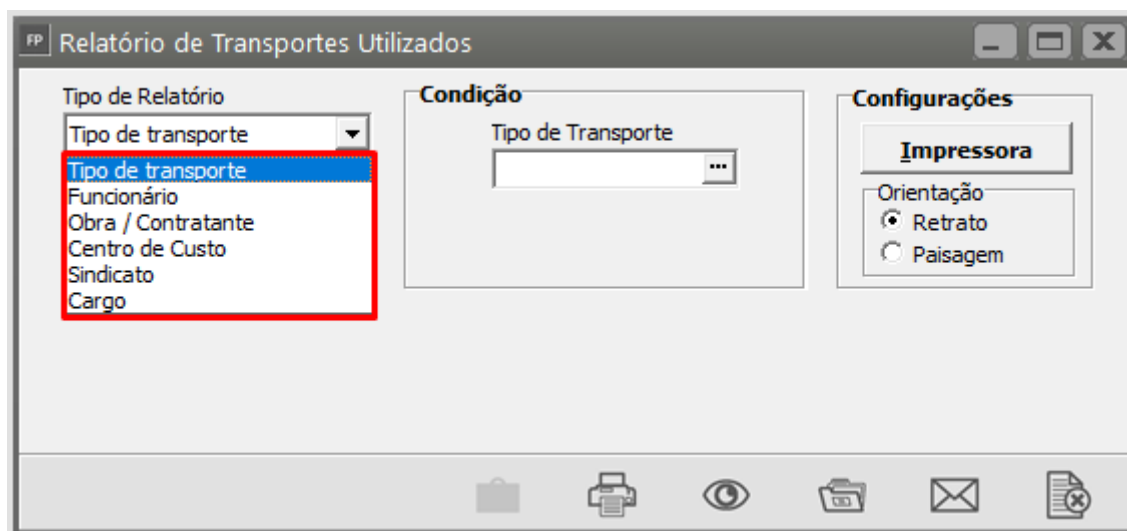 FP Relatório de Transportes Utilizados
Tipo de Relatório
Tipo de transporte
Tipo de transporte
Funcionário
Obra / Contratante
Centro de Custo
Sindicato
Cargo
Condição
Tipo de Transporte
...
Configurações
Impressora
Orientação
Retrato
Paisagem